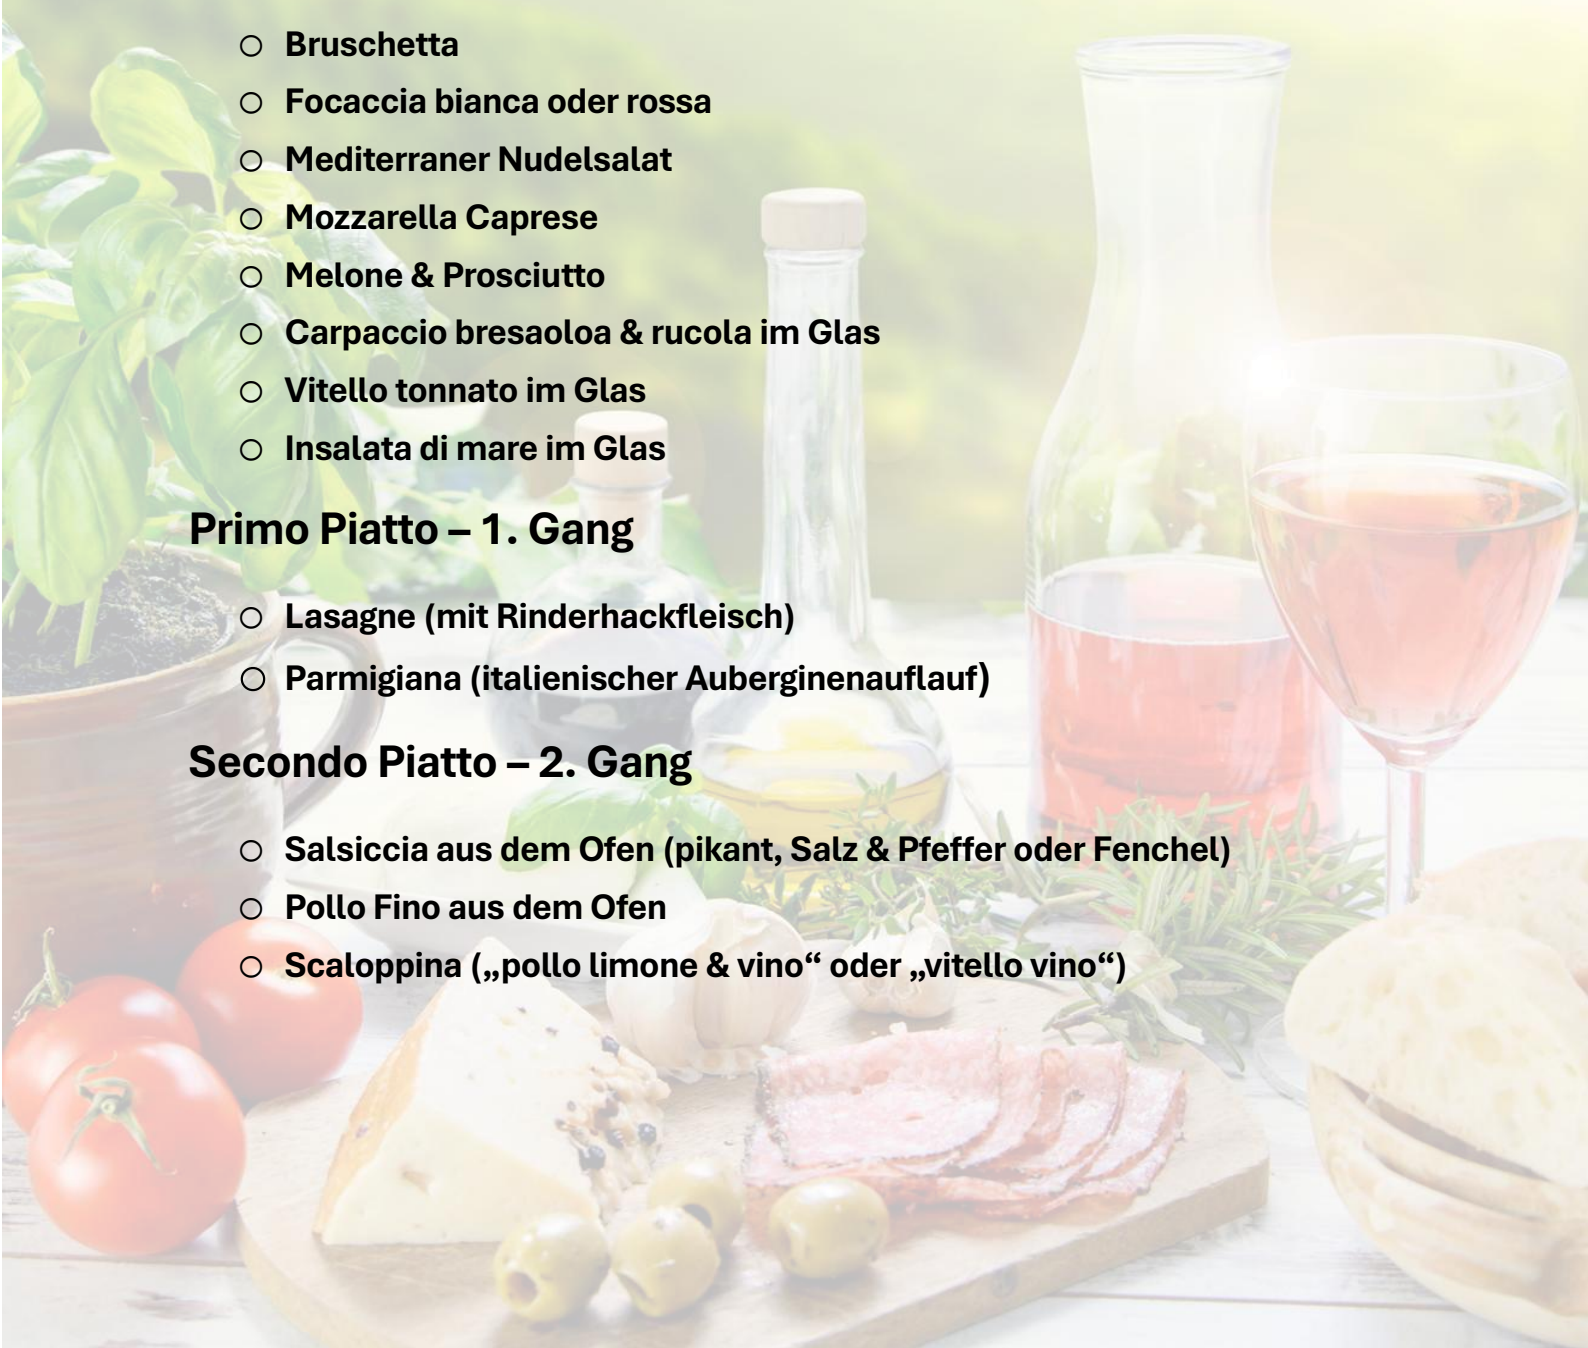 ○ Bruschetta
○ Focaccia bianca oder rossa
○ Mediterraner Nudelsalat
○ Mozzarella Caprese
○ Melone & Prosciutto
○ Carpaccio bresaoloa & rucola im Glas
○ Vitello tonnato im Glas
○ Insalata di mare im Glas
Primo Piatto – 1. Gang
○ Lasagne (mit Rinderhackfleisch)
○ Parmigiana (italienischer Auberginenauflauf)
Secondo Piatto – 2. Gang
○ Salsiccia aus dem Ofen (pikant, Salz & Pfeffer oder Fenchel)
○ Pollo Fino aus dem Ofen
○ Scaloppina („pollo limone & vino“ oder „vitello vino“)